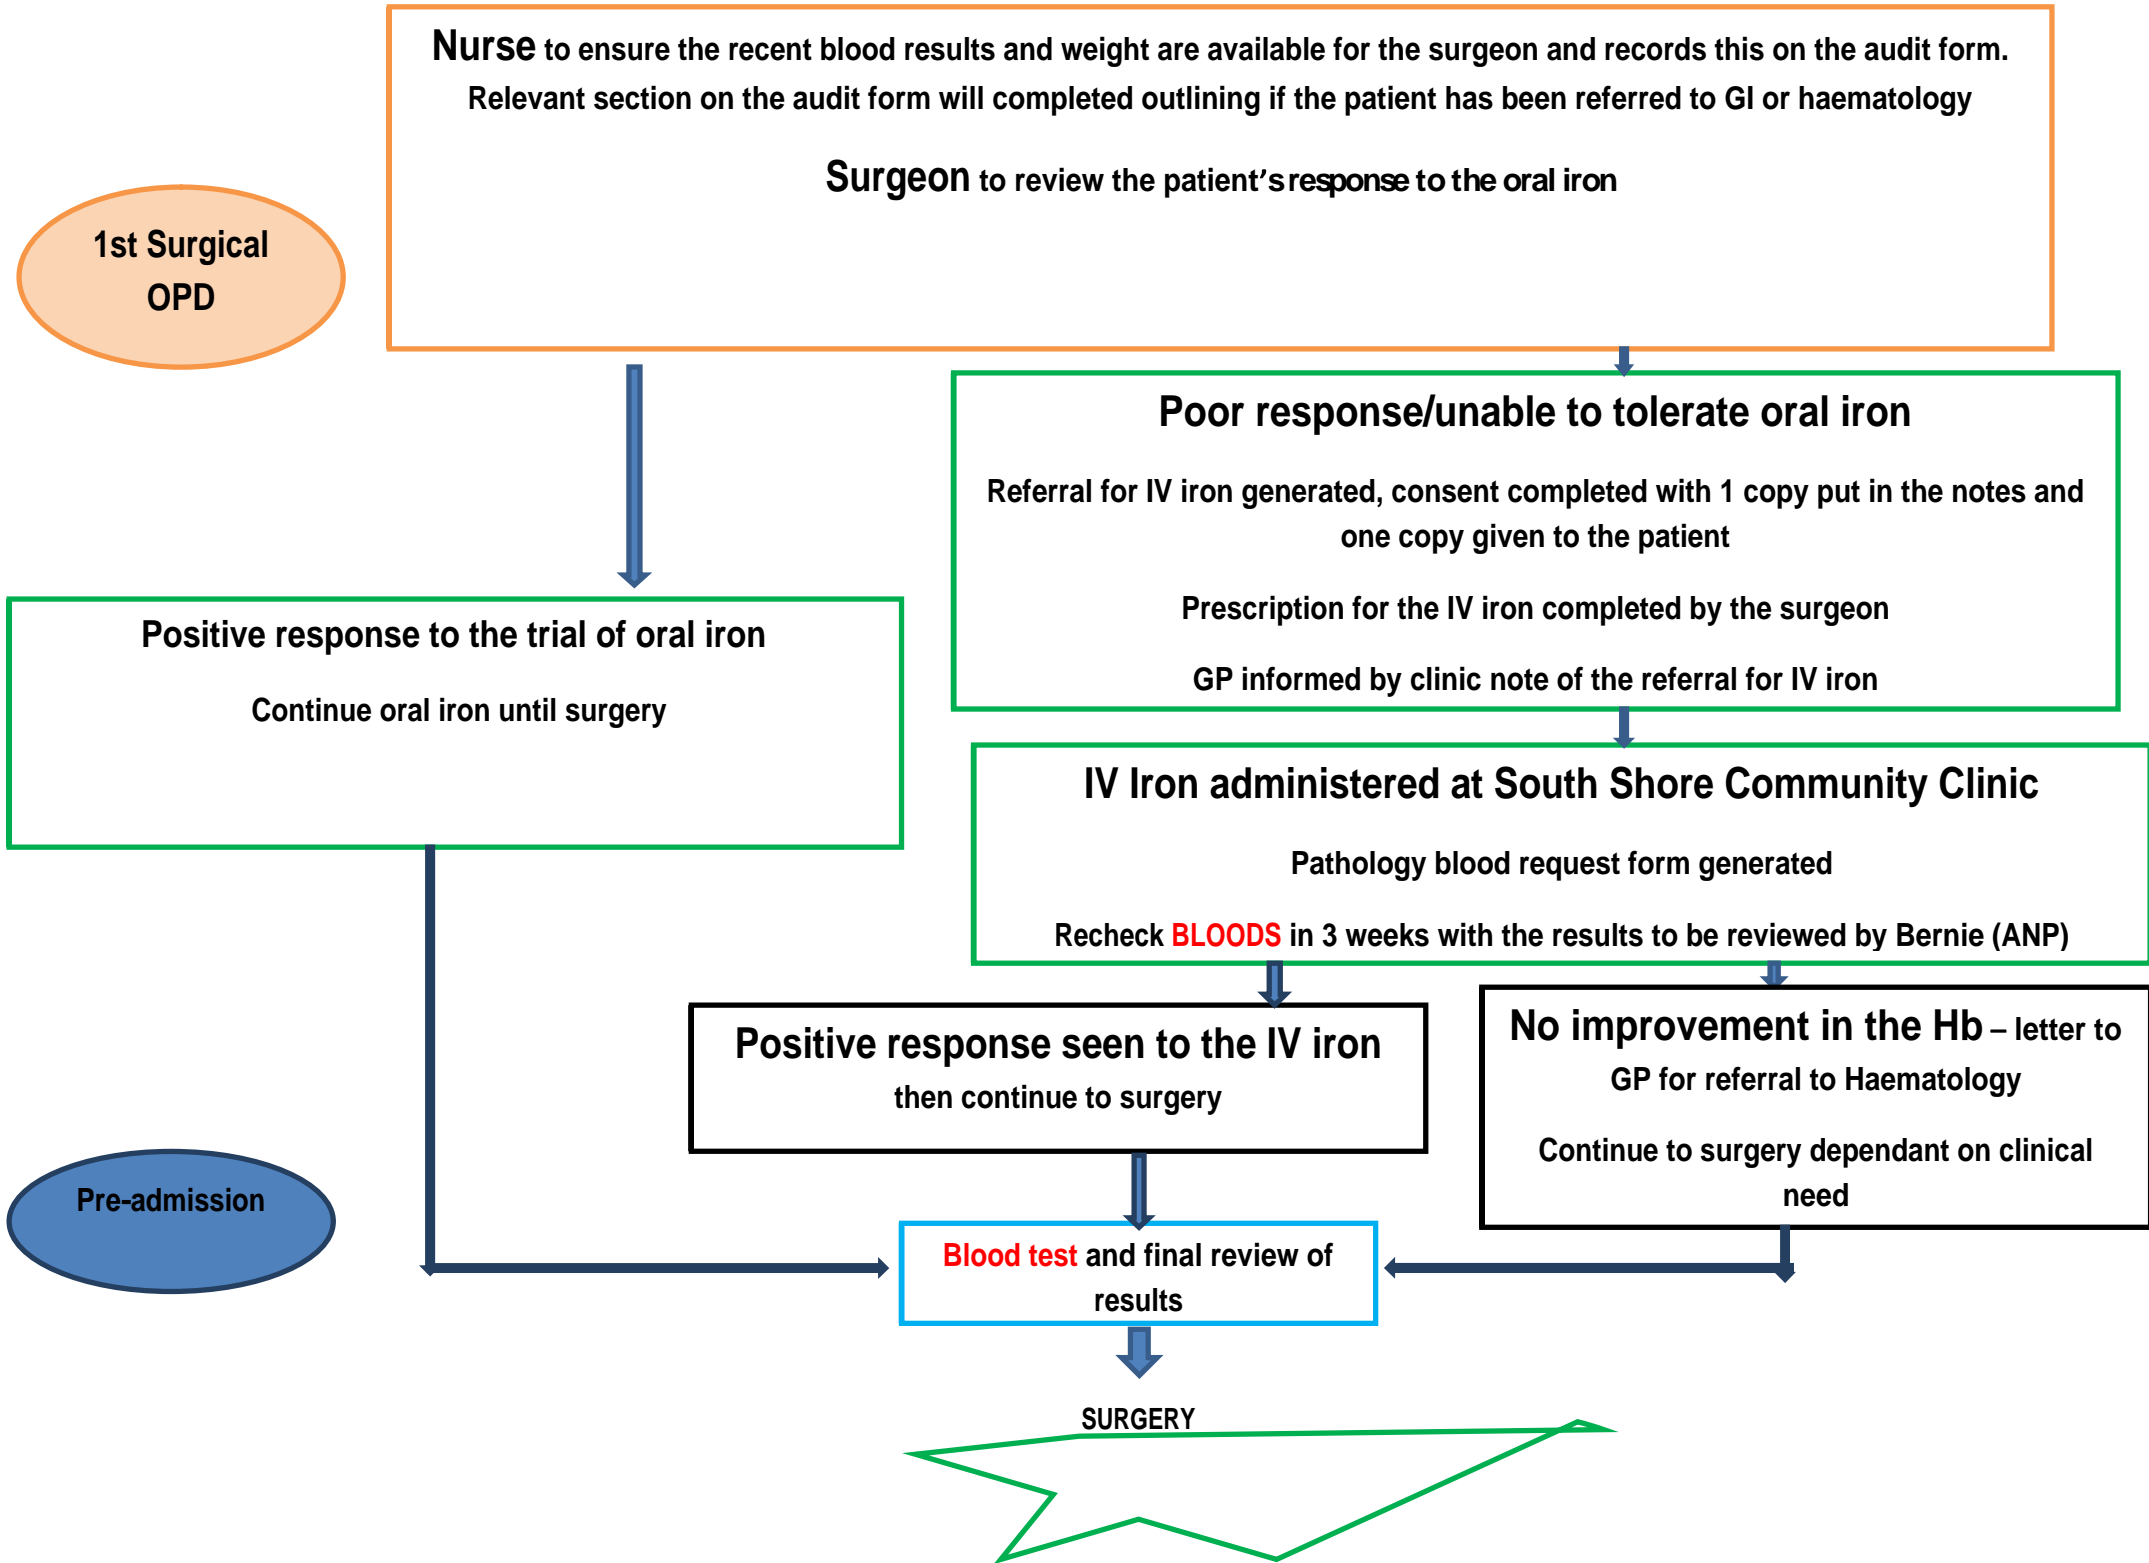 Nurse to ensure the recent blood results and weight are available for the surgeon and records this on the audit form.
Relevant section on the audit form will completed outlining if the patient has been referred to GI or haematology
Surgeon to review the patient's response to the oral iron
1st Surgical
OPD
Poor response/unable to tolerate oral iron
Referral for IV iron generated, consent completed with 1 copy put in the notes and
one copy given to the patient
Prescription for the IV iron completed by the surgeon
GP informed by clinic note of the referral for IV iron
Positive response to the trial of oral iron
Continue oral iron until surgery
IV Iron administered at South Shore Community Clinic
Pathology blood request form generated
Recheck BLOODS in 3 weeks with the results to be reviewed by Bernie (ANP)
Positive response seen to the IV iron
then continue to surgery
No improvement in the Hb – letter to
GP for referral to Haematology
Continue to surgery dependant on clinical
need
Pre-admission
Blood test and final review of
results
SURGERY